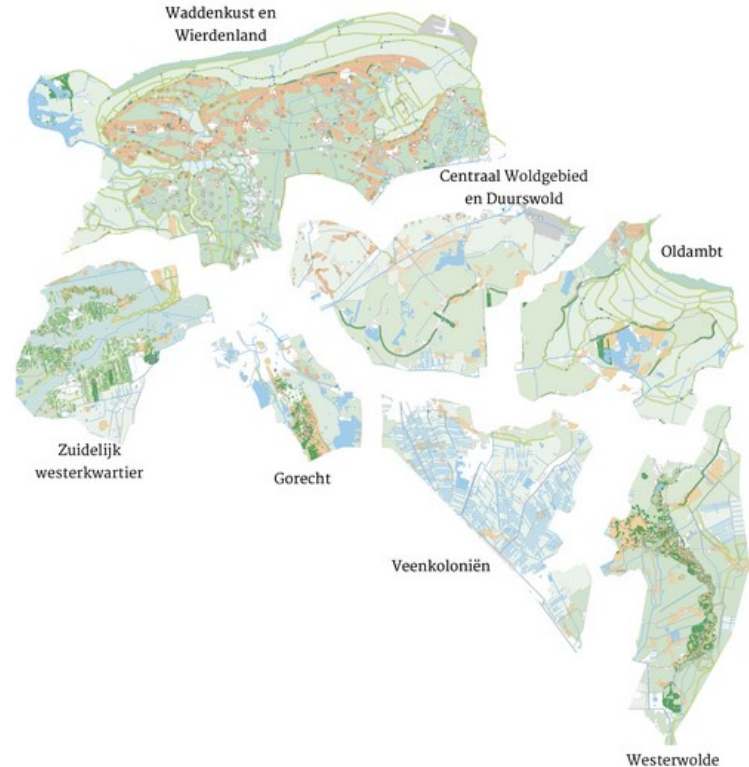 Waddenkust en
Wierdenland
Centraal Woldgebied
en Duurswold
Oldambt
Zuidelijk
westerkwartier
Gorecht
Veenkoloniën
Westerwolde